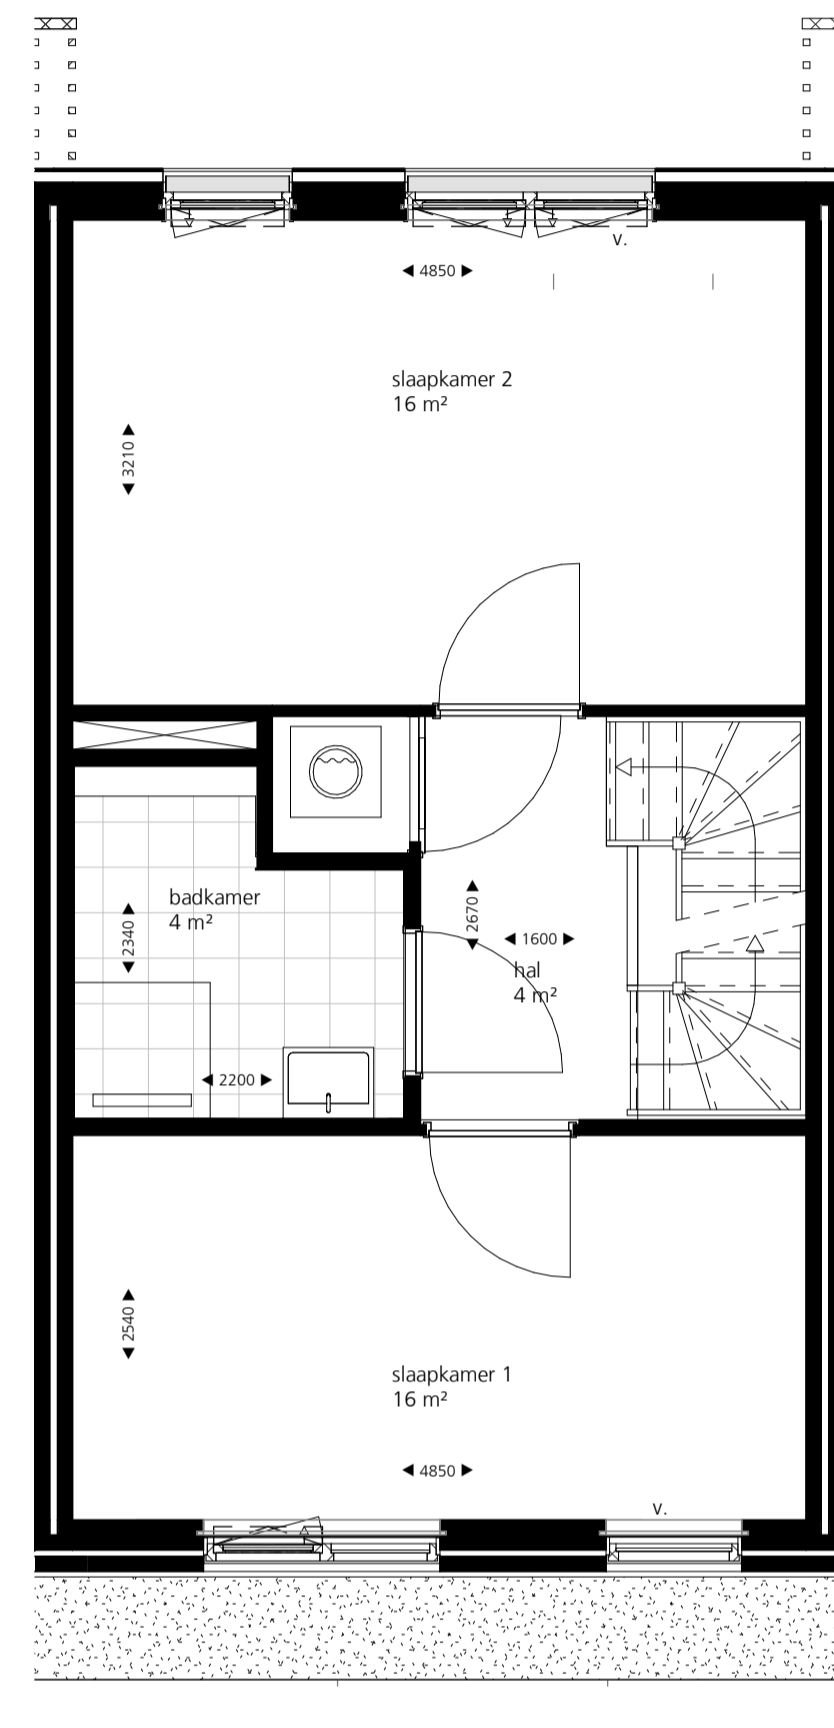 v.
4850
slaapkamer 2
16 m²
3210
badkamer
4 m²
2340
2670
1600
hal
4 m²
2200
2540
slaapkamer 1
16 m²
4850
v.